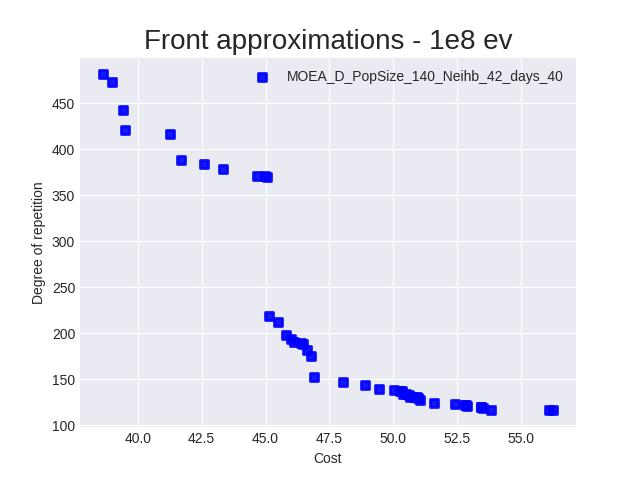 Front approximations - 1e8 ev
MOEA_D_PopSize_140_Neihb_42_days_40
450
400
350
300
250
200
150
100
Degree of repetition
40.0 42.5 45.0 47.5 50.0 52.5 55.0
Cost